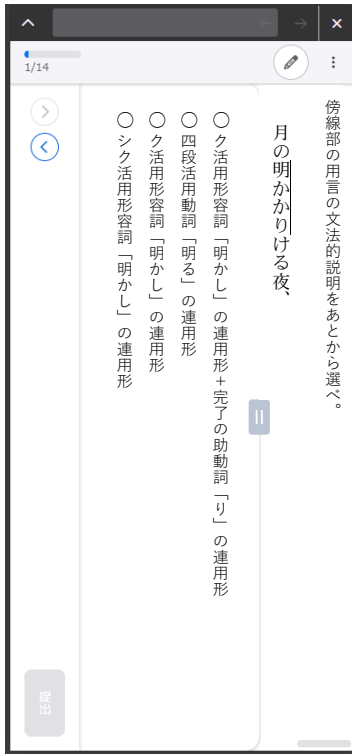 1/14
傍線部の用言の文法的説明をあとから選べ。
月の明かかりける夜、
ク活用形容詞「明かし」の連用形+完了の助動詞「り」の連用形
四段活用動詞「明る」の連用形
ク活用形容詞「明かし」の連用形
シク活用形容詞「明かし」の連用形
提出